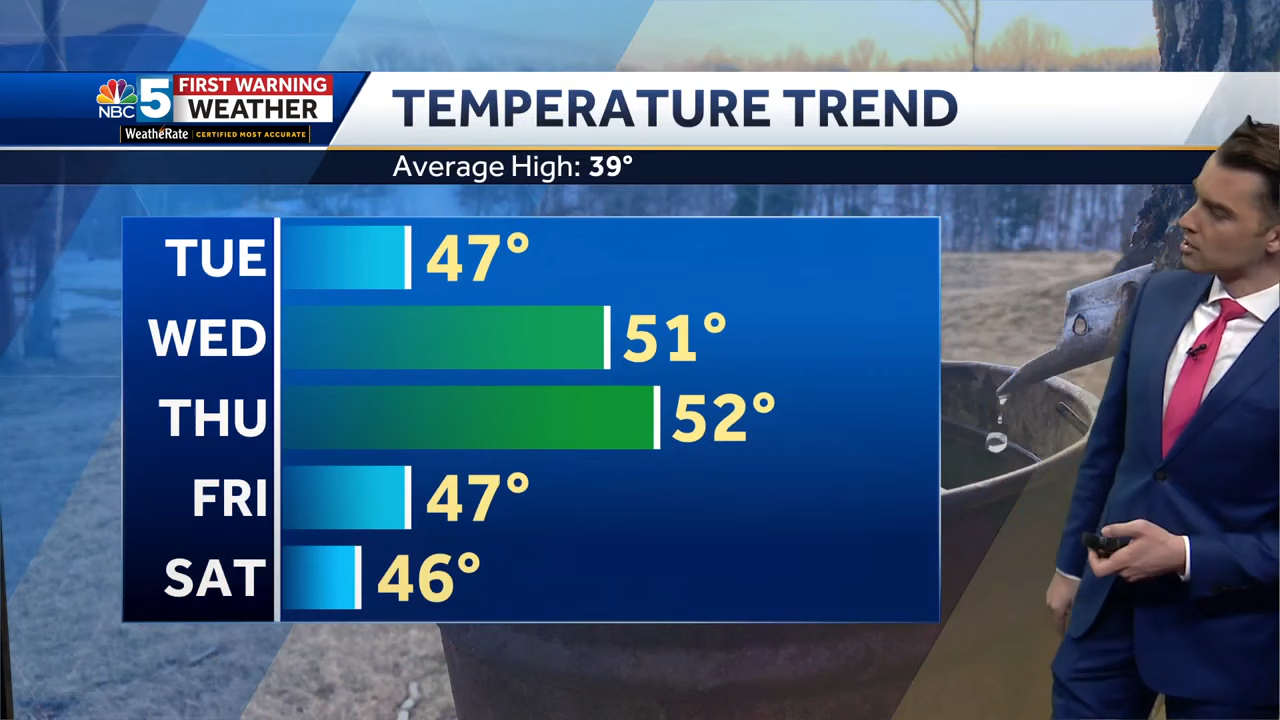 FIRST WARNING
NBC 5 WEATHER
WeatheRate CERTIFIED MOST ACCURATE
TEMPERATURE TREND
Average High: 39°
TUE 47°
WED 51°
THU 52°
FRI 47°
SAT 46°